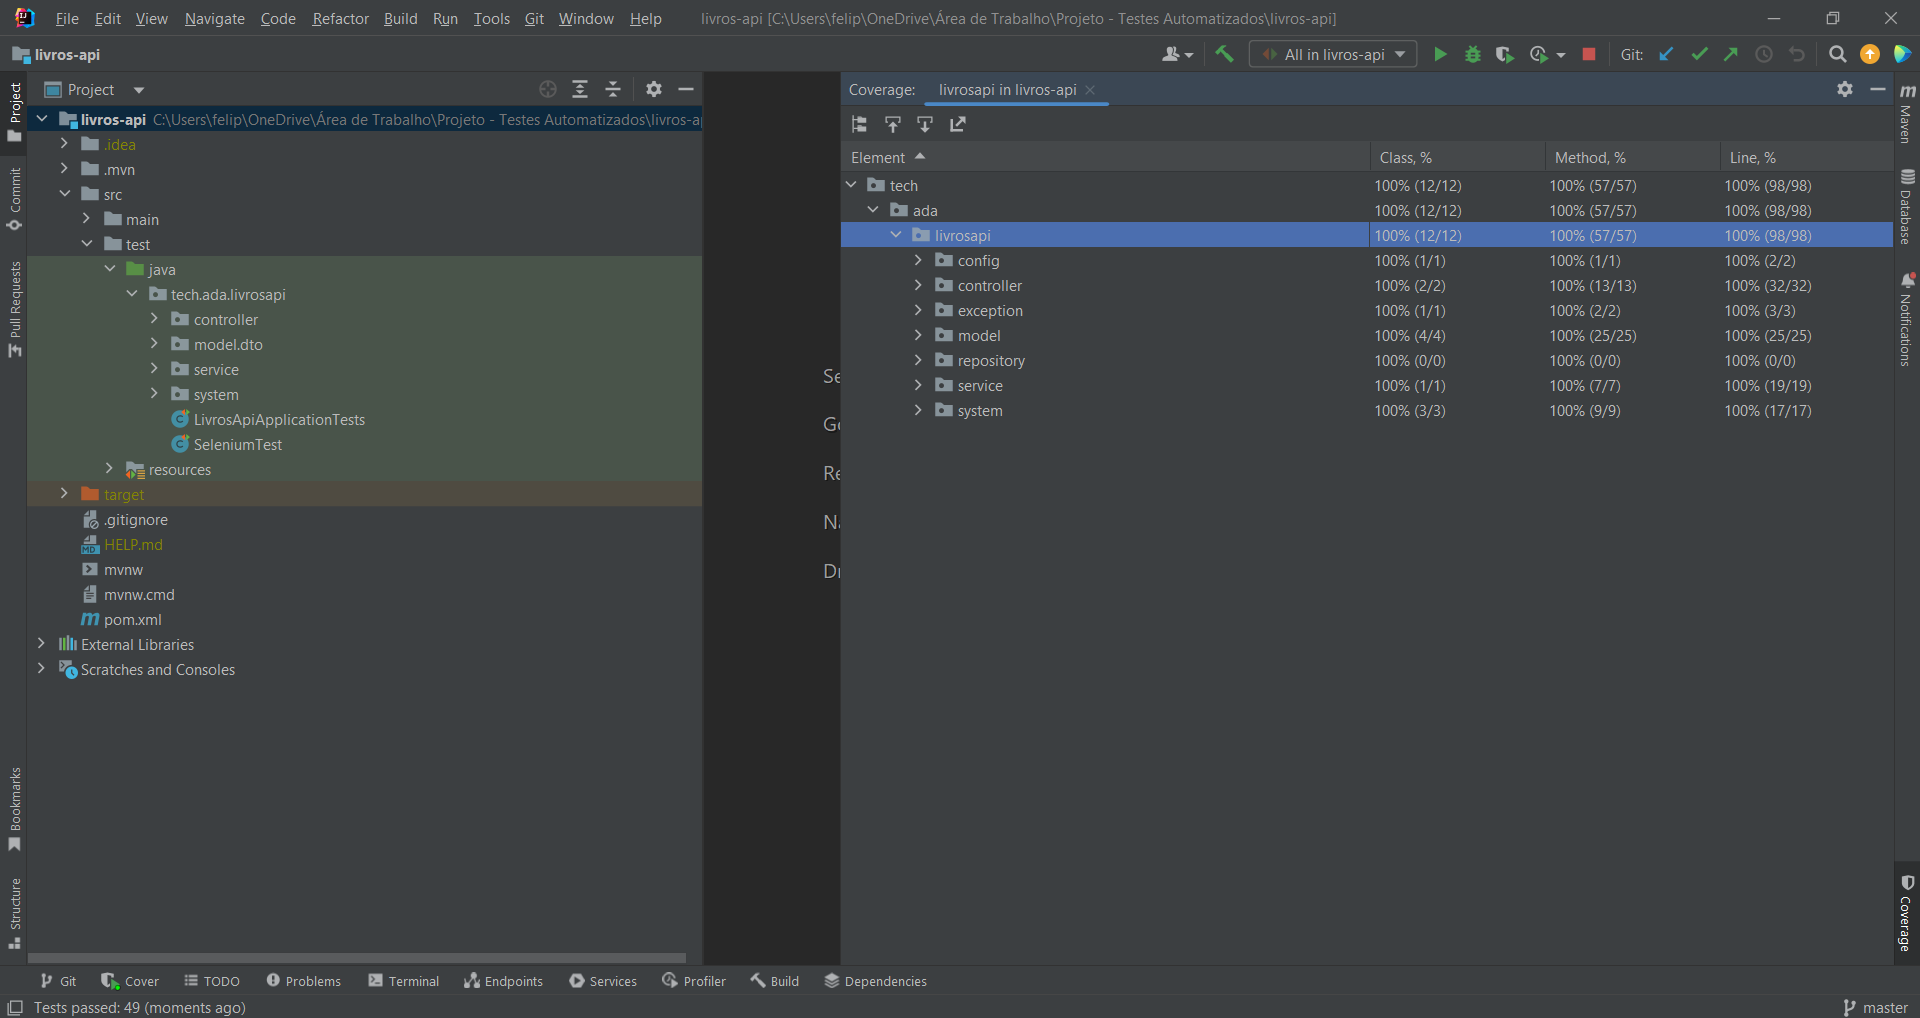 File Edit View Navigate Code Refactor Build Run Tools Git Window Help livros-api [C:\Users\felip\OneDrive\Área de Trabalho\Projeto - Testes Automatizados\livros-api]
livros-api
All in livros-api
Git:
Project
Commit
Pull Requests
Bookmarks
Structure
Project
livros-api C:\Users\felip\OneDrive\Área de Trabalho\Projeto - Testes Automatizados\livros-a
.idea
.mvn
src
main
test
java
tech.ada.livrosapi
controller
model.dto
service
system
LivrosApiApplicationTests
SeleniumTest
resources
target
.gitignore
HELP.md
mvnw
mvnw.cmd
pom.xml
External Libraries
Scratches and Consoles
Se
Re
Na
Coverage: livrosapi in livros-api
Element Class, % Method, % Line, %
tech 100% (12/12) 100% (57/57) 100% (98/98)
ada 100% (12/12) 100% (57/57) 100% (98/98)
livrosapi 100% (12/12) 100% (57/57) 100% (98/98)
config 100% (1/1) 100% (1/1) 100% (2/2)
controller 100% (2/2) 100% (13/13) 100% (32/32)
exception 100% (1/1) 100% (2/2) 100% (3/3)
model 100% (4/4) 100% (25/25) 100% (25/25)
repository 100% (0/0) 100% (0/0) 100% (0/0)
service 100% (1/1) 100% (7/7) 100% (19/19)
system 100% (3/3) 100% (9/9) 100% (17/17)
Maven
Database
Notifications
Coverage
Git Cover TODO Problems Terminal Endpoints Services Profiler Build Dependencies
Tests passed: 49 (moments ago) master